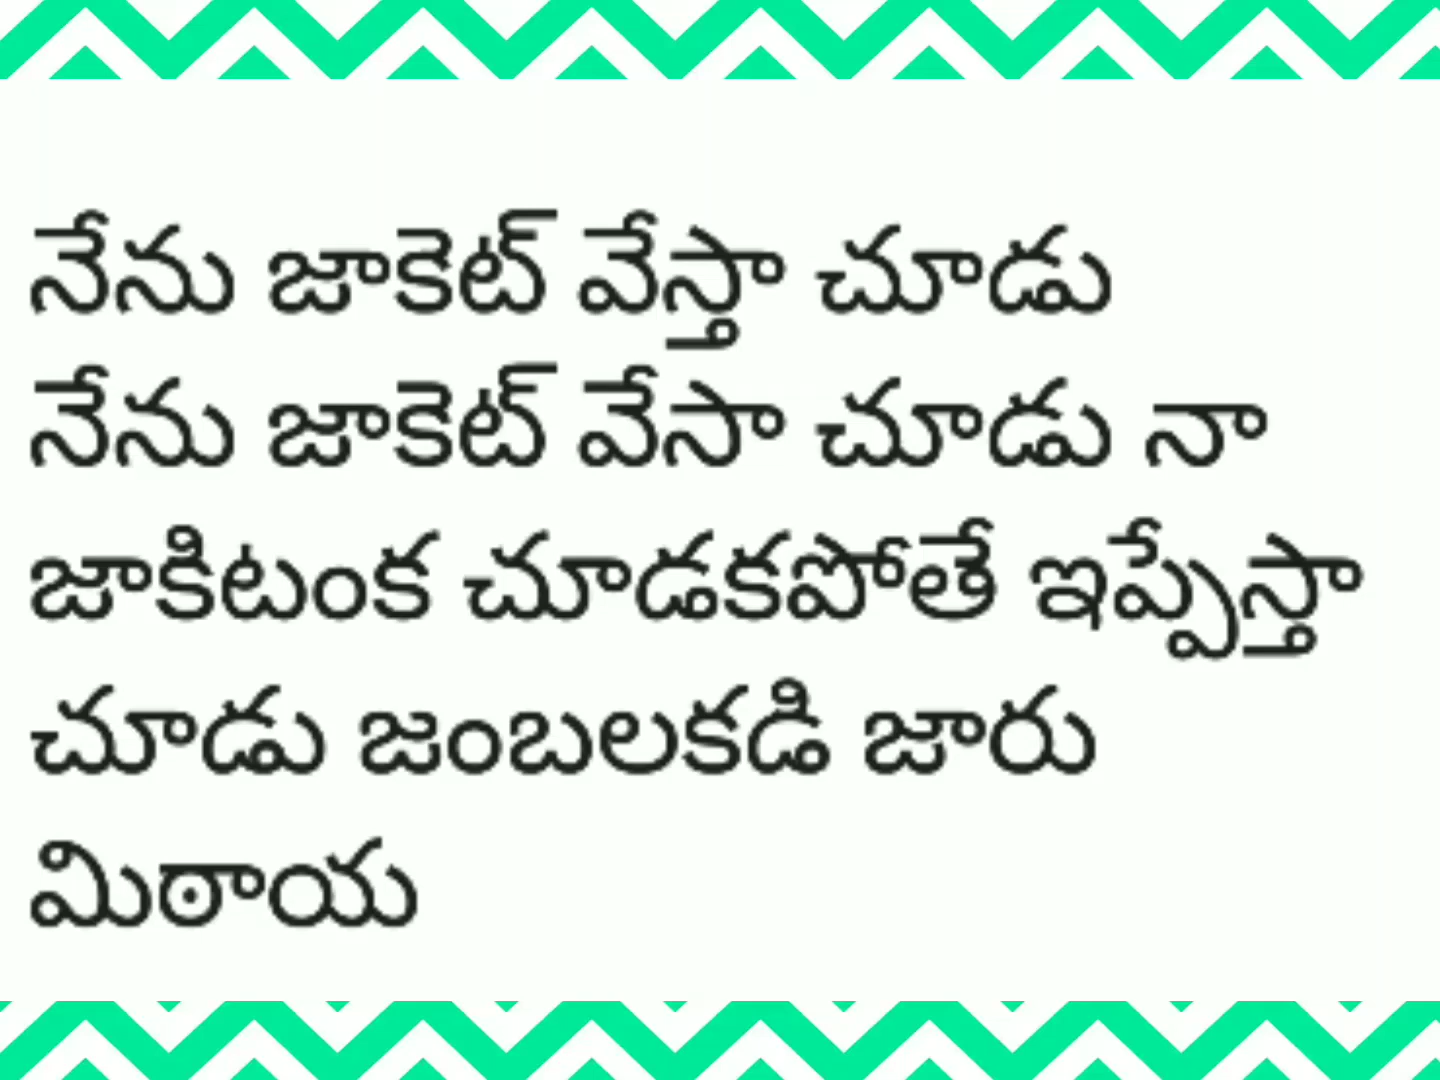 నేను జాకెట్ వేస్తా చూడు
నేను జాకెట్ వేసా చూడు నా
జాకిటంక చూడకపోతే ఇప్పేస్తా
చూడు జంబలకడి జారు
మిఠాయ